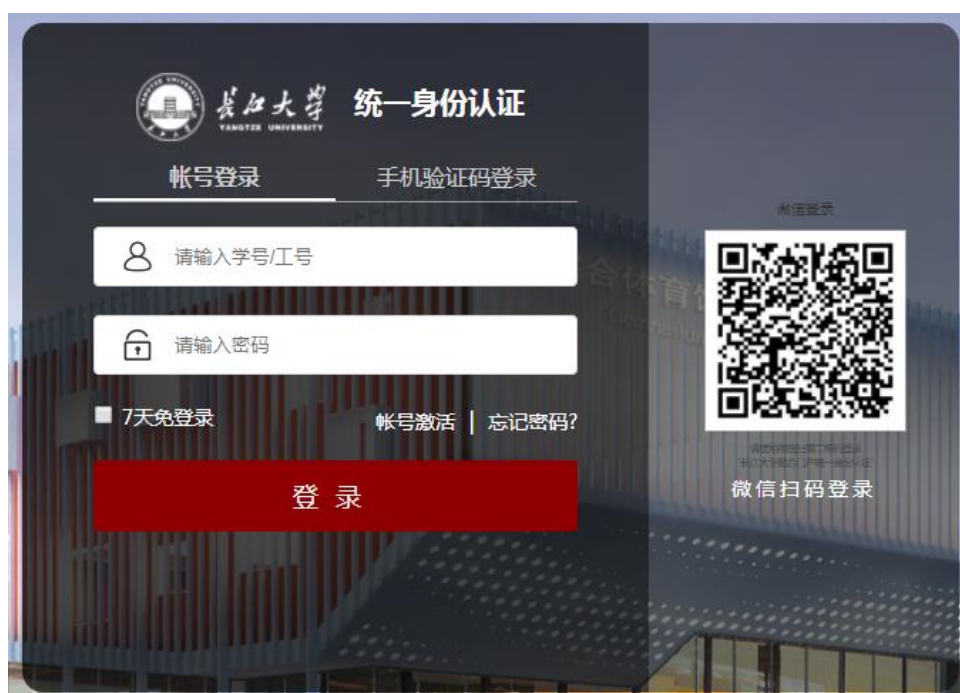 长江大学
YANGTZE UNIVERSITY
统一身份认证
帐号登录
手机验证码登录
请输入学号/工号
请输入密码
7天免登录
帐号激活 | 忘记密码?
登 录
微信登录
微信扫码登录
合体育